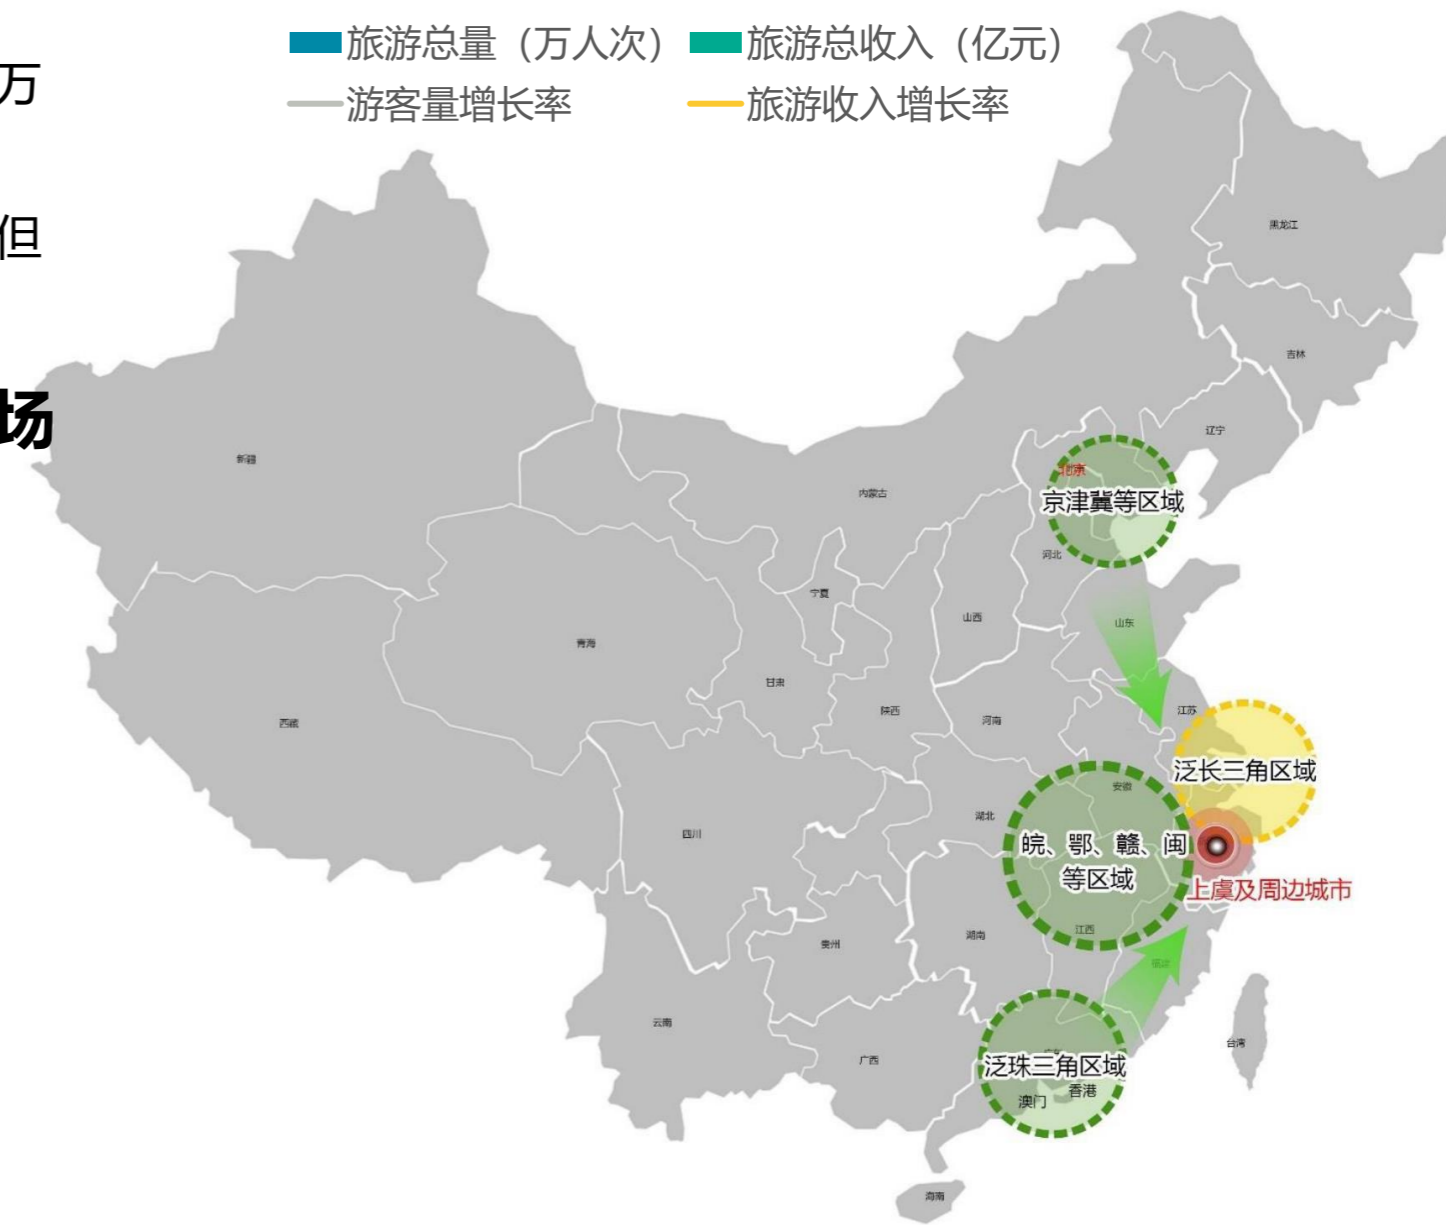 旅游总量（万人次） 旅游总收入（亿元）
万
游客量增长率 旅游收入增长率
但
场
黑龙江
吉林
辽宁
新疆
北京
内蒙古
京津冀等区域
河北
宁夏
山西
山东
青海
甘肃
西藏
陕西
河南
江苏
泛长三角区域
安徽
湖北
四川
皖、鄂、赣、闽
等区域
上虞及周边城市
江西
湖南
贵州
福建
云南
台湾
广西
泛珠三角区域
香港
澳门
海南